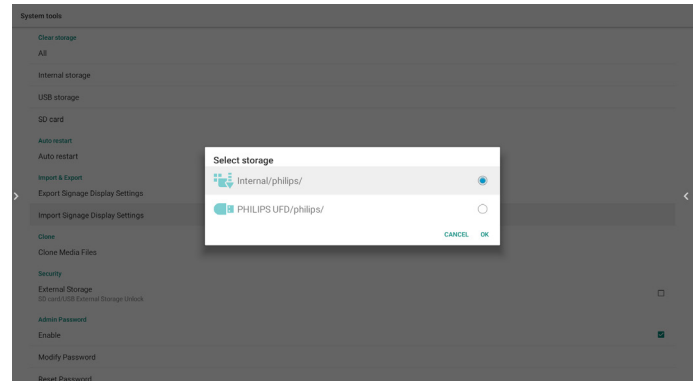 System tools
Clear storage
All
Internal storage
USB storage
SD card
Auto restart
Auto restart
Import & Export
Export Signage Display Settings
Import Signage Display Settings
Clone
Clone Media Files
Security
External Storage
SD card/USB External Storage Unlock
Admin Password
Enable
Modify Password
Reset Password
Select storage
Internal/philips/
PHILIPS UFD/philips/
CANCEL OK